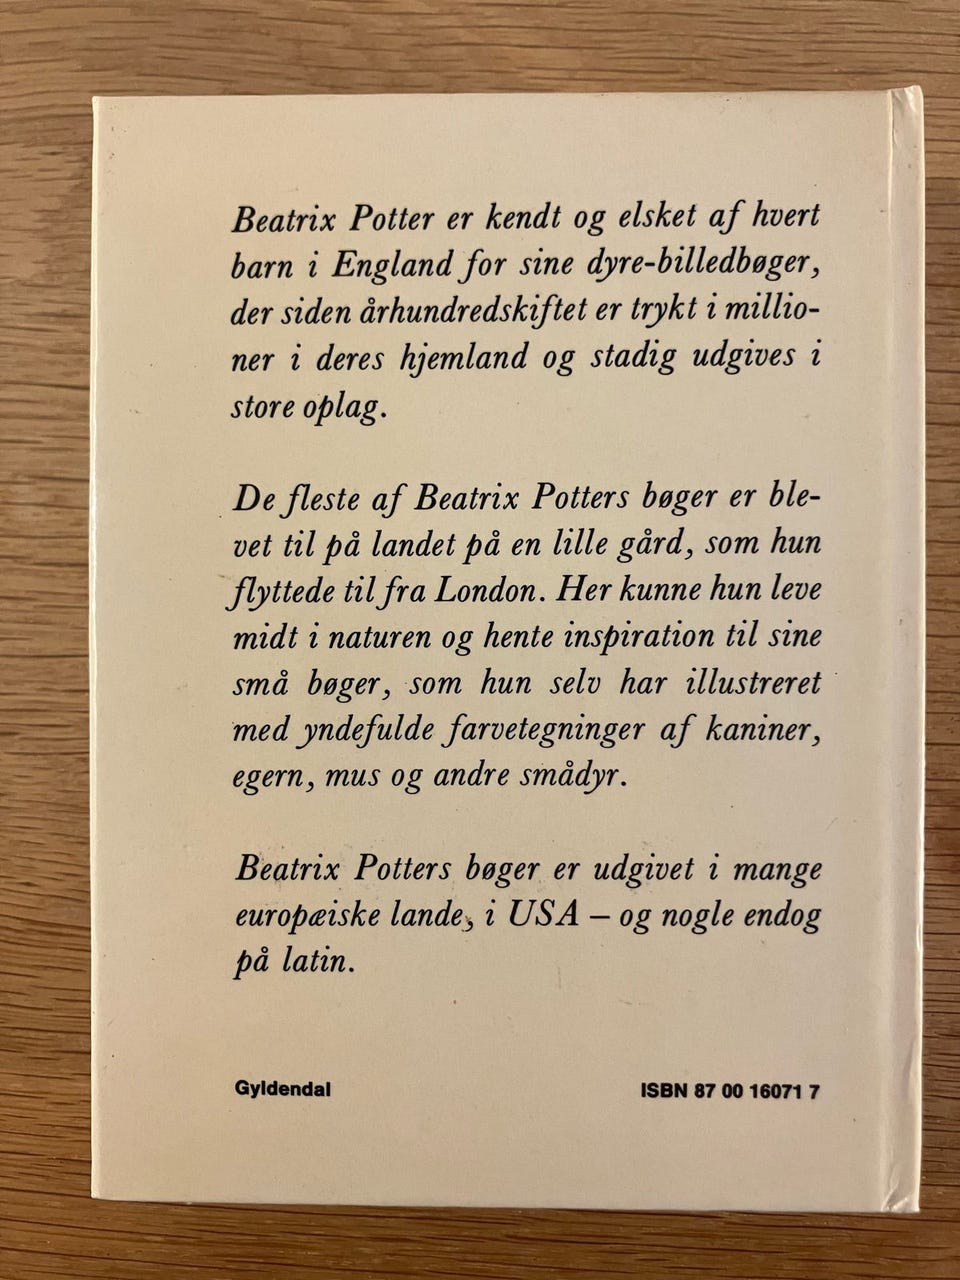 Beatrix Potter er kendt og elsket af hvert
barn i England for sine dyre-billedbøger,
der siden århundredskiftet er trykt i millio-
ner i deres hjemland og stadig udgives i
store oplag.
De fleste af Beatrix Potters bøger er ble-
vet til på landet på en lille gård, som hun
flyttede til fra London. Her kunne hun leve
midt i naturen og hente inspiration til sine
små bøger, som hun selv har illustreret
med yndefulde farvetegninger af kaniner,
egern, mus og andre smådyr.
Beatrix Potters bøger er udgivet i mange
europæiske lande, i USA – og nogle endog
på latin.
Gyldendal ISBN 87 00 16071 7